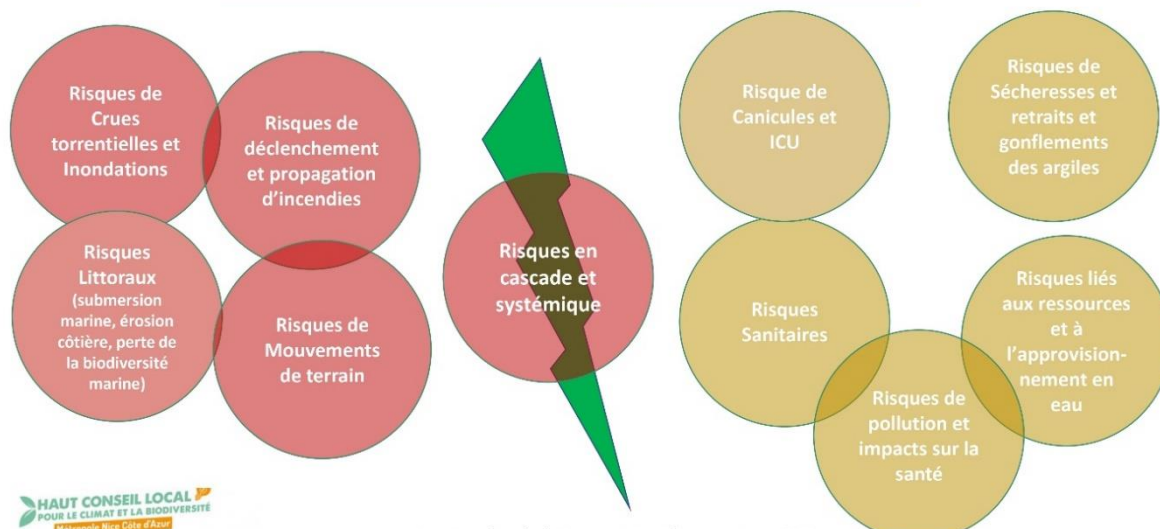 Risques de
Crues
torrentielles et
Inondations
Risques de
déclenchement
et propagation
d'incendies
Risques
Littoraux
(submersion
marine, érosion
côtière, perte de
la biodiversité
marine)
Risques de
Mouvements
de terrain
Risques en
cascade et
systémique
Risque de
Canicules et
ICU
Risques de
Sécheresses et
retraits et
gonflements
des argiles
Risques
Sanitaires
Risques liés
aux ressources
et à
l'approvision-
nement en
eau
Risques de
pollution et
impacts sur la
santé
HAUT CONSEIL LOCAL
POUR LE CLIMAT ET LA BIODIVERSITÉ
Métropole Nice Côte d'Azur